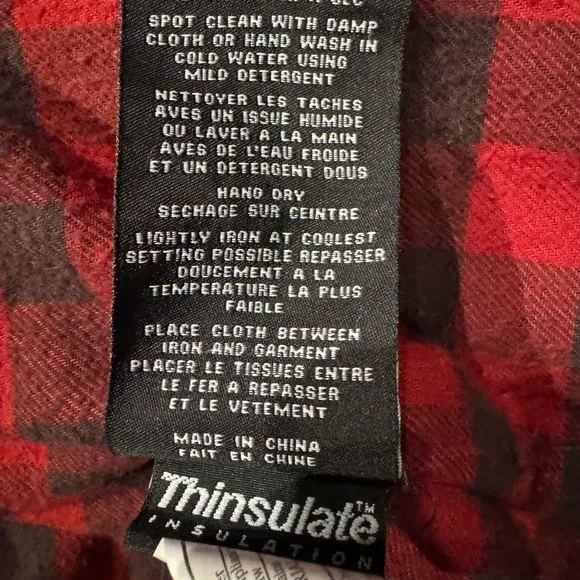 SPOT CLEAN WITH DAMP
CLOTH OR HAND WASH IN
COLD WATER USING
MILD DETERGENT
NETTOYER LES TACHES
AVES UN ISSUE HUMIDE
OU LAVER A LA MAIN
AVES DE L'EAU FROIDE
ET UN DETERGENT DOUS
HANG DRY
SECHAGE SUR CEINTRE
LIGHTLY IRON AT COOLEST
SETTING POSSIBLE REPASSER
DOUCEMENT A LA
TEMPERATURE LA PLUS
FAIBLE
PLACE CLOTH BETWEEN
IRON AND GARMENT
PLACER LE TISSUES ENTRE
LE FER A REPASSER
ET LE VETEMENT
MADE IN CHINA
FAIT EN CHINE
Thinsulate™
INSULATION